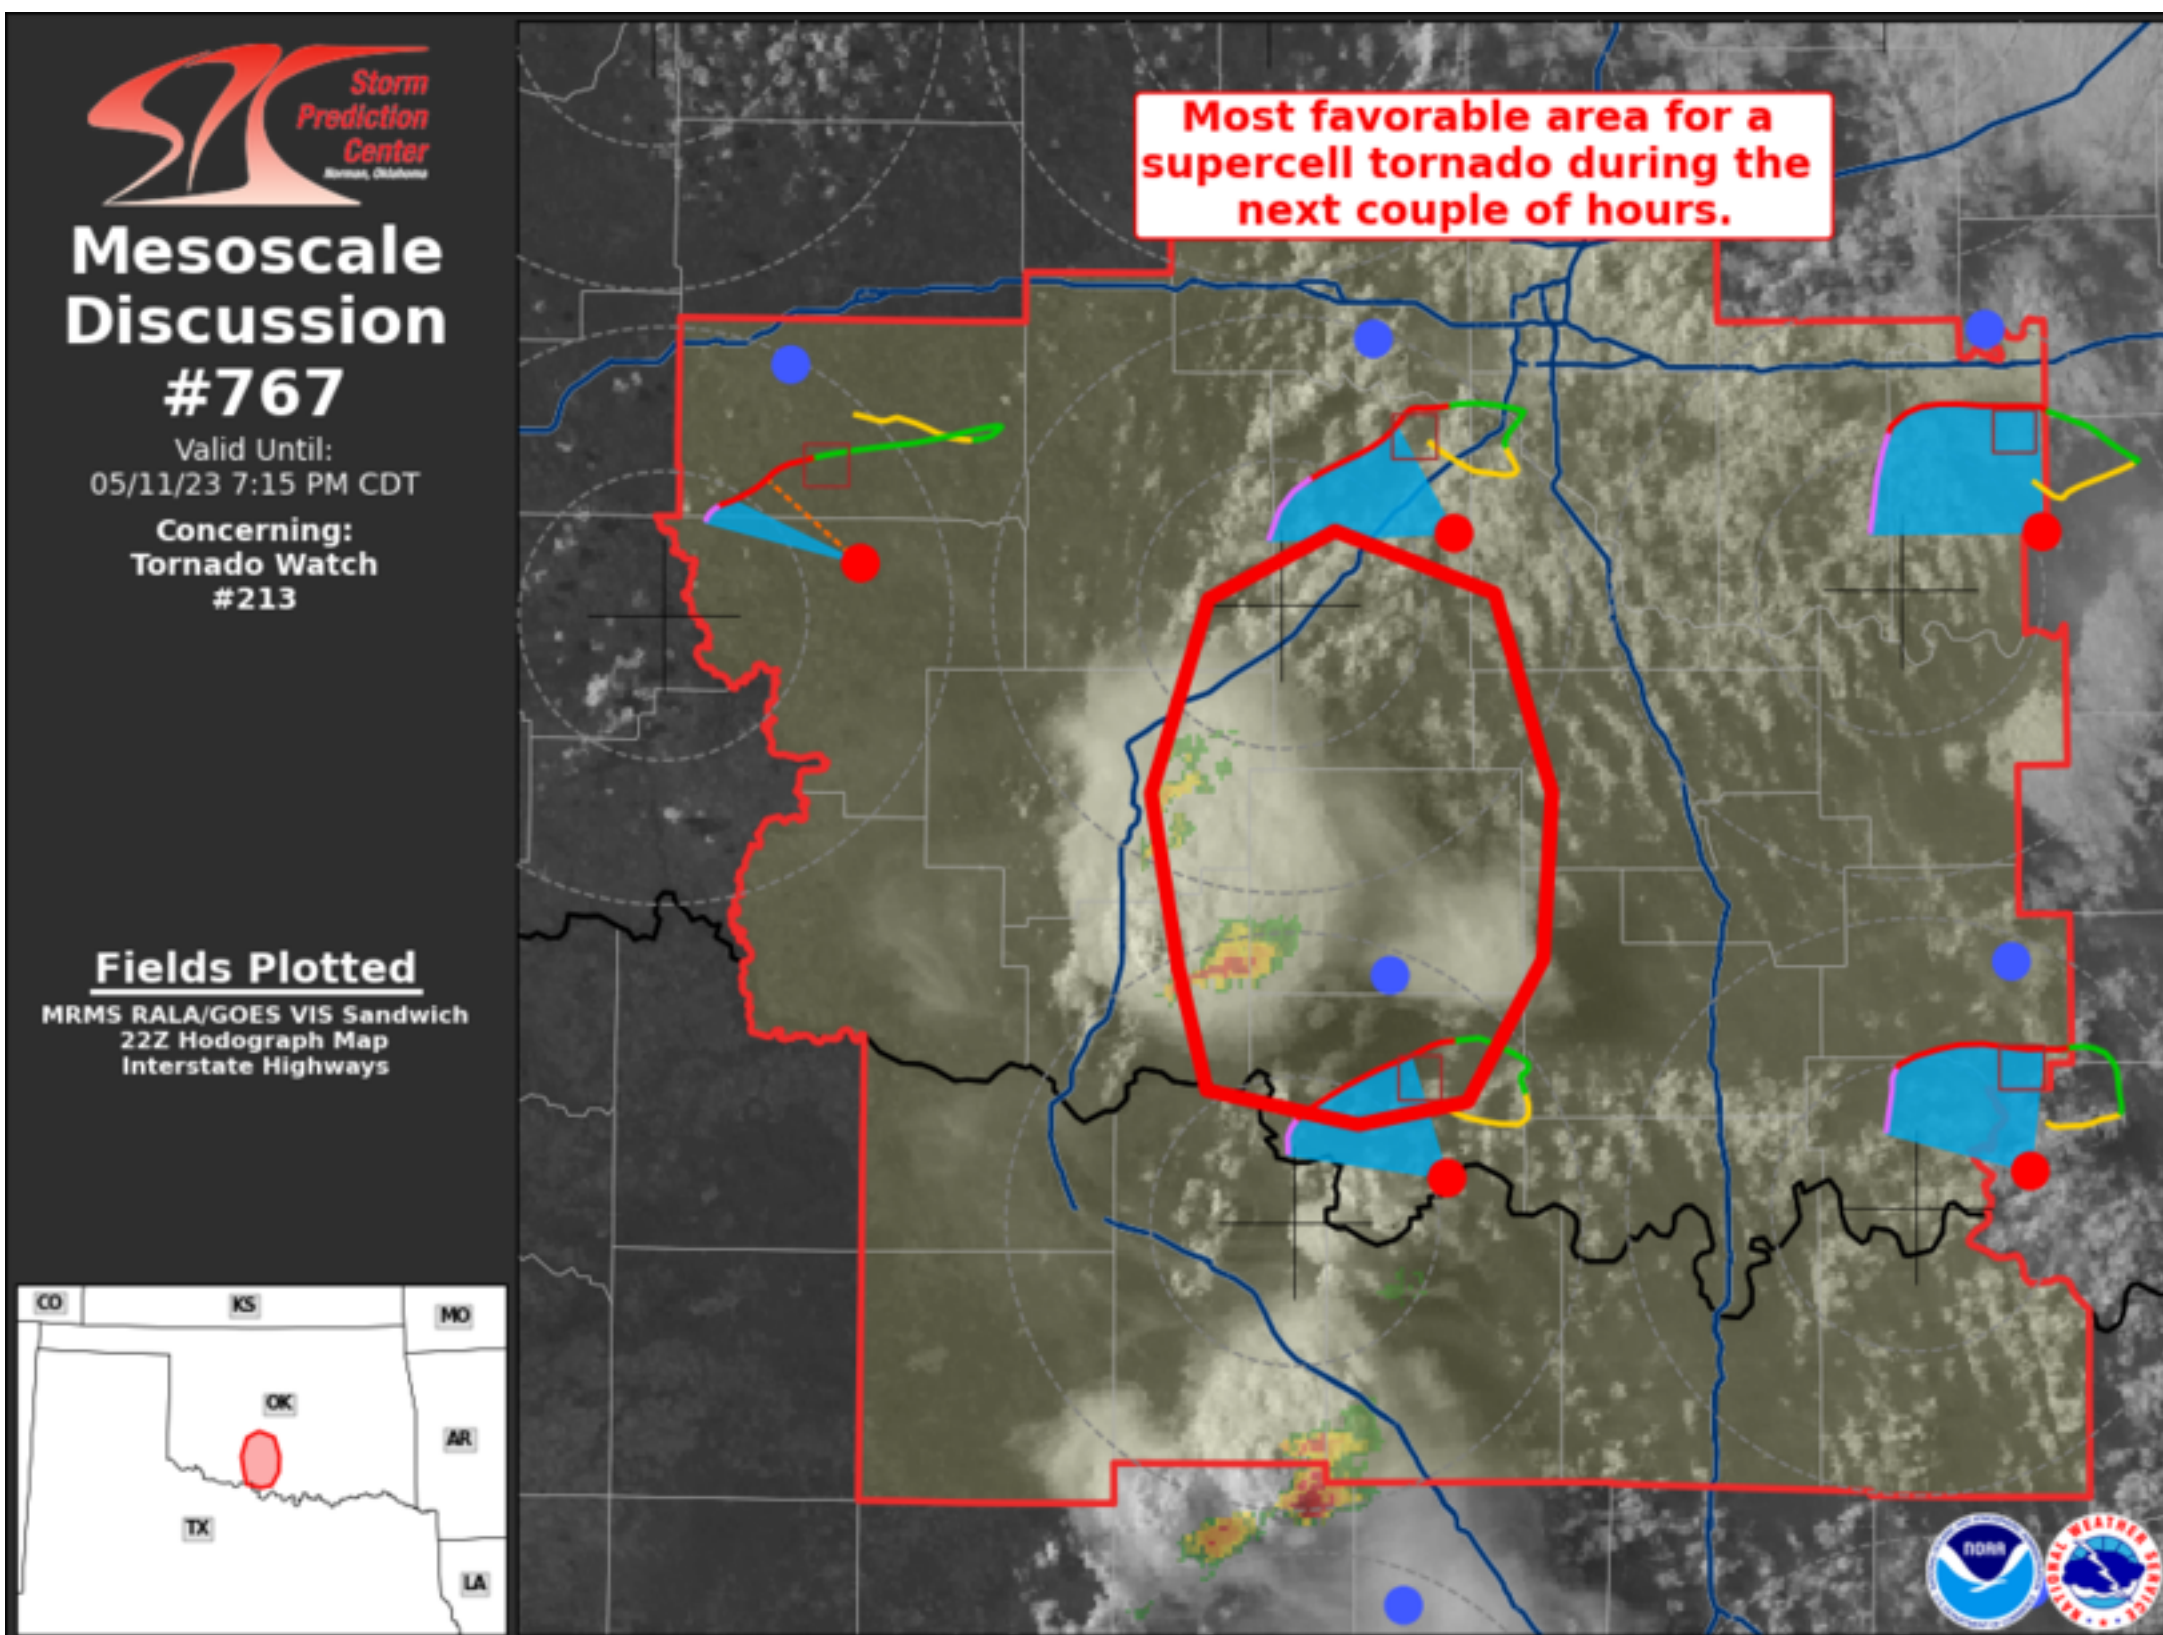 Storm
Prediction
Center
Norman, Oklahoma
Mesoscale
Discussion
#767
Valid Until:
05/11/23 7:15 PM CDT
Concerning:
Tornado Watch
#213
Fields Plotted
MRMS RALA/GOES VIS Sandwich
22Z Hodograph Map
Interstate Highways
Most favorable area for a
supercell tornado during the
next couple of hours.
CO
KS
MO
OK
AR
TX
LA
NOAA
NATIONAL WEATHER SERVICE